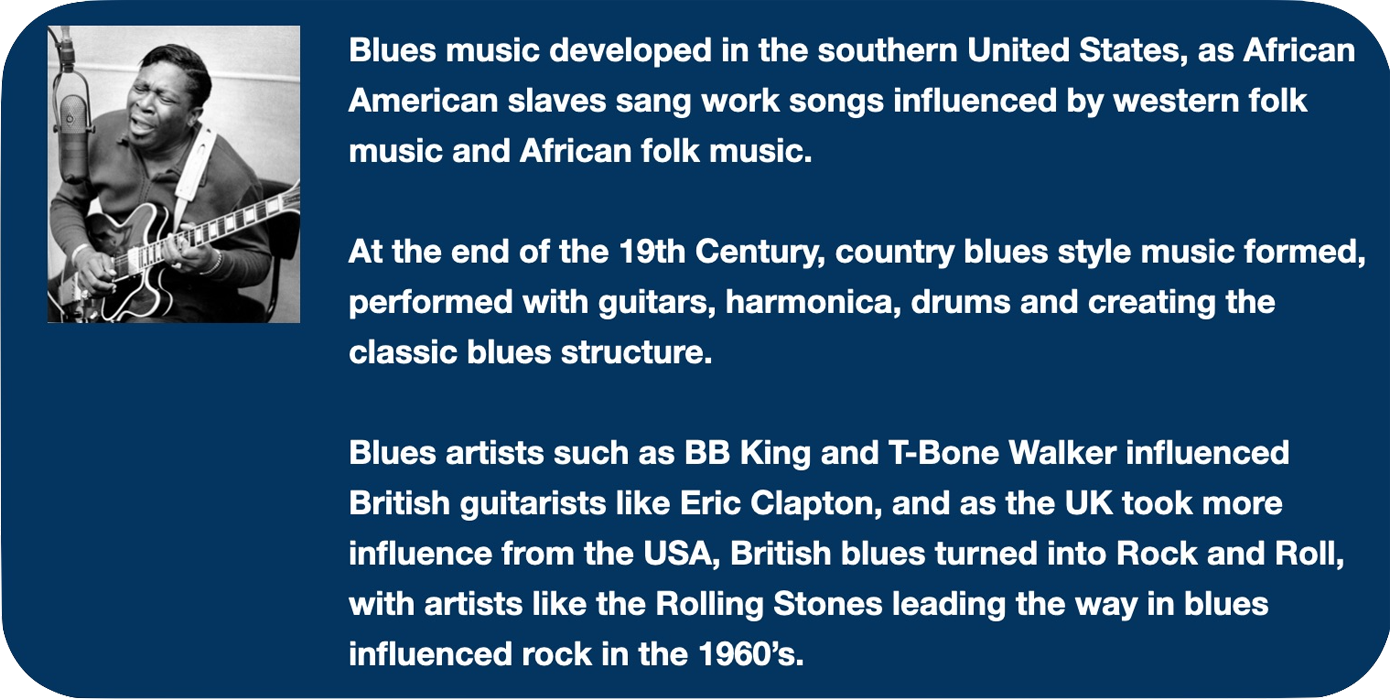 Blues music developed in the southern United States, as African
American slaves sang work songs influenced by western folk
music and African folk music.
At the end of the 19th Century, country blues style music formed,
performed with guitars, harmonica, drums and creating the
classic blues structure.
Blues artists such as BB King and T-Bone Walker influenced
British guitarists like Eric Clapton, and as the UK took more
influence from the USA, British blues turned into Rock and Roll,
with artists like the Rolling Stones leading the way in blues
influenced rock in the 1960’s.